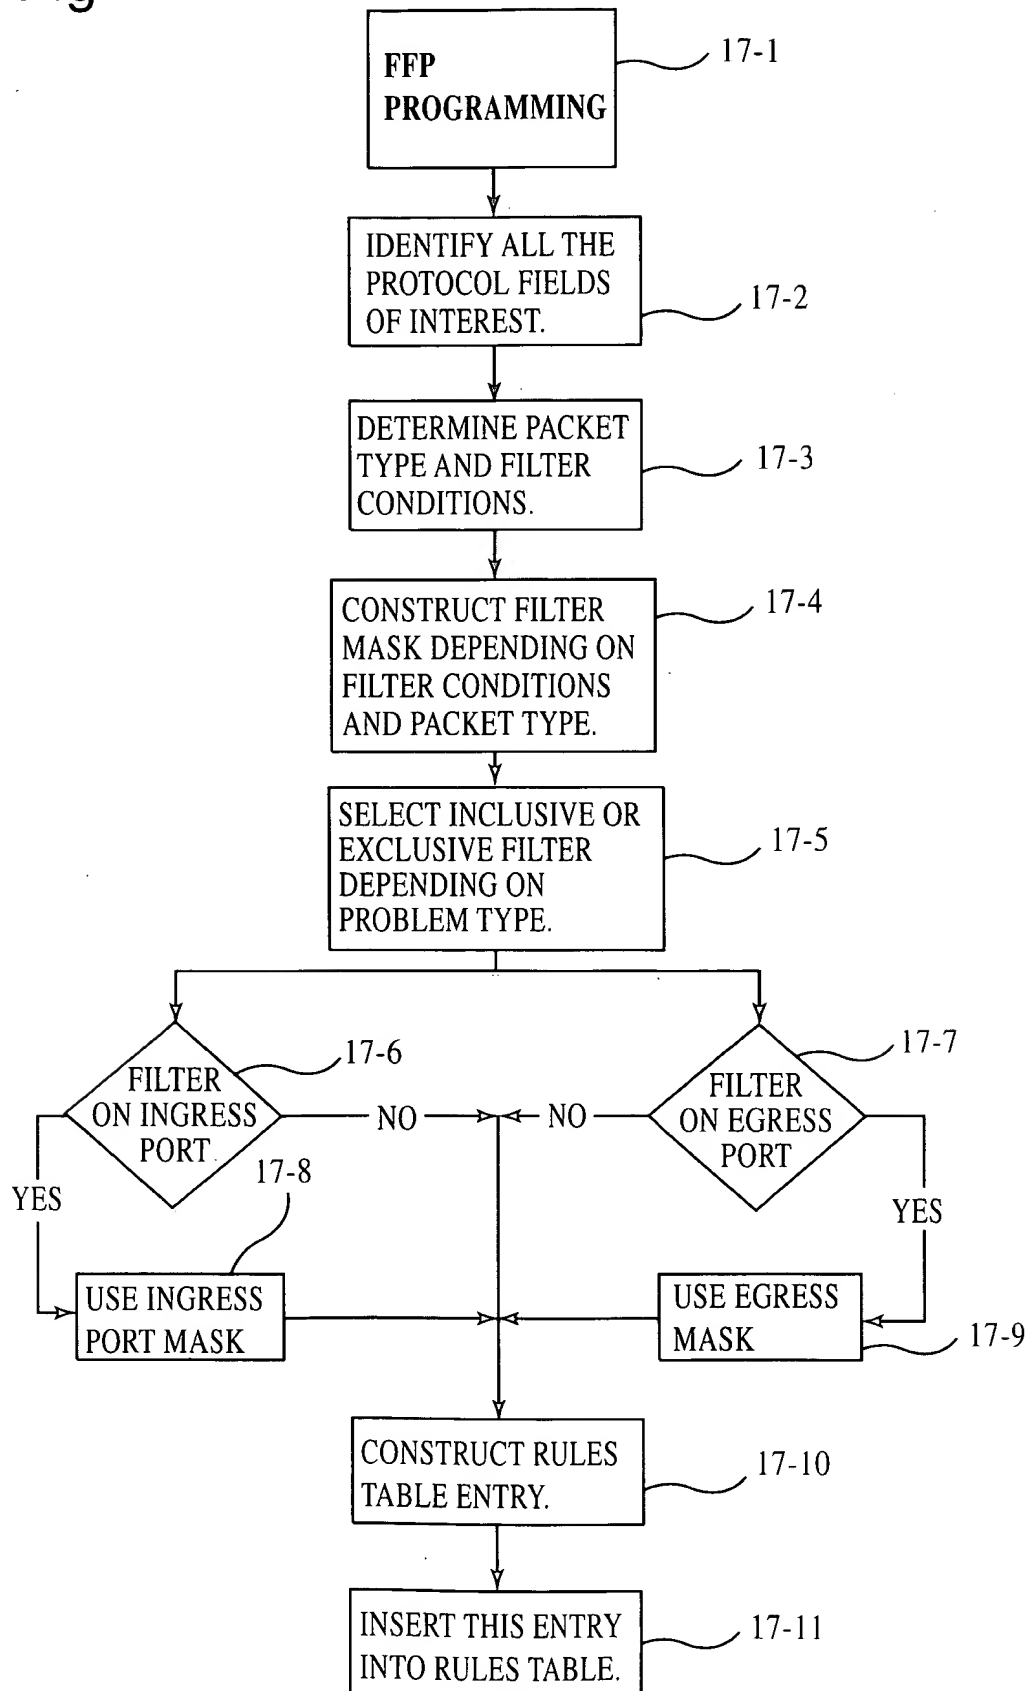 FFP
PROGRAMMING
17-1
IDENTIFY ALL THE
PROTOCOL FIELDS
OF INTEREST.
17-2
DETERMINE PACKET
TYPE AND FILTER
CONDITIONS.
17-3
CONSTRUCT FILTER
MASK DEPENDING ON
FILTER CONDITIONS
AND PACKET TYPE.
17-4
SELECT INCLUSIVE OR
EXCLUSIVE FILTER
DEPENDING ON
PROBLEM TYPE.
17-5
FILTER
ON INGRESS
PORT
17-6
NO
YES
FILTER
ON EGRESS
PORT
17-7
NO
YES
17-8
USE INGRESS
PORT MASK
USE EGRESS
MASK
17-9
CONSTRUCT RULES
TABLE ENTRY.
17-10
INSERT THIS ENTRY
INTO RULES TABLE.
17-11